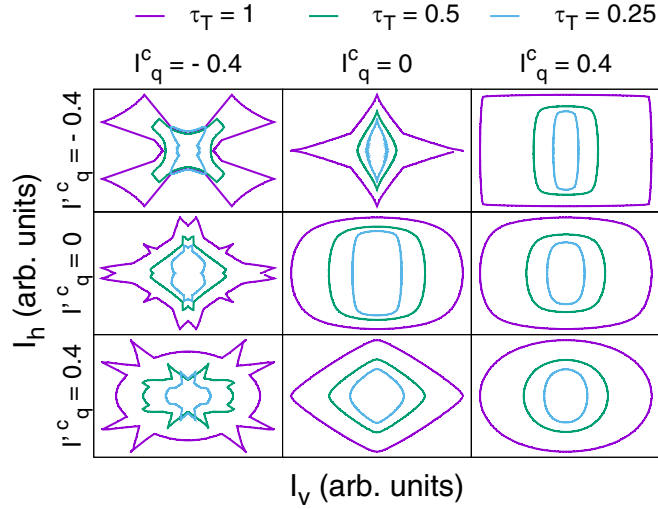 τ_T = 1 τ_T = 0.5 τ_T = 0.25
I^c_q = - 0.4 I^c_q = 0 I^c_q = 0.4
I'^c_q = - 0.4
I'^c_q = 0
I'^c_q = 0.4
I_h (arb. units)
I_v (arb. units)